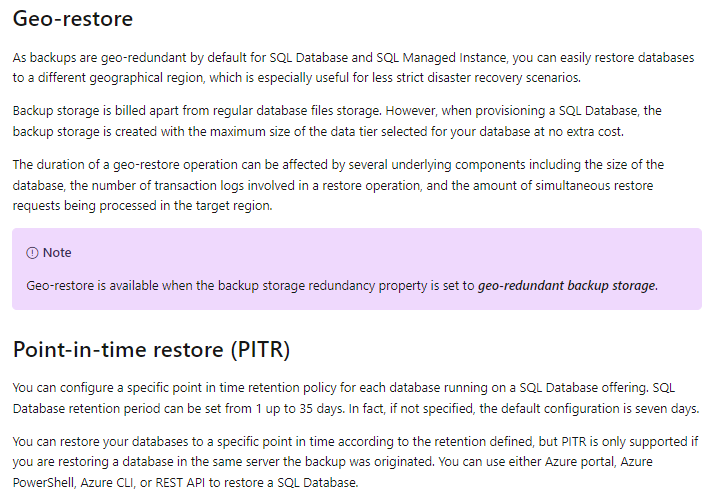 Geo-restore
As backups are geo-redundant by default for SQL Database and SQL Managed Instance, you can easily restore databases
to a different geographical region, which is especially useful for less strict disaster recovery scenarios.
Backup storage is billed apart from regular database files storage. However, when provisioning a SQL Database, the
backup storage is created with the maximum size of the data tier selected for your database at no extra cost.
The duration of a geo-restore operation can be affected by several underlying components including the size of the
database, the number of transaction logs involved in a restore operation, and the amount of simultaneous restore
requests being processed in the target region.
Note
Geo-restore is available when the backup storage redundancy property is set to geo-redundant backup storage.
Point-in-time restore (PITR)
You can configure a specific point in time retention policy for each database running on a SQL Database offering. SQL
Database retention period can be set from 1 up to 35 days. In fact, if not specified, the default configuration is seven days.
You can restore your databases to a specific point in time according to the retention defined, but PITR is only supported if
you are restoring a database in the same server the backup was originated. You can use either Azure portal, Azure
PowerShell, Azure CLI, or REST API to restore a SQL Database.